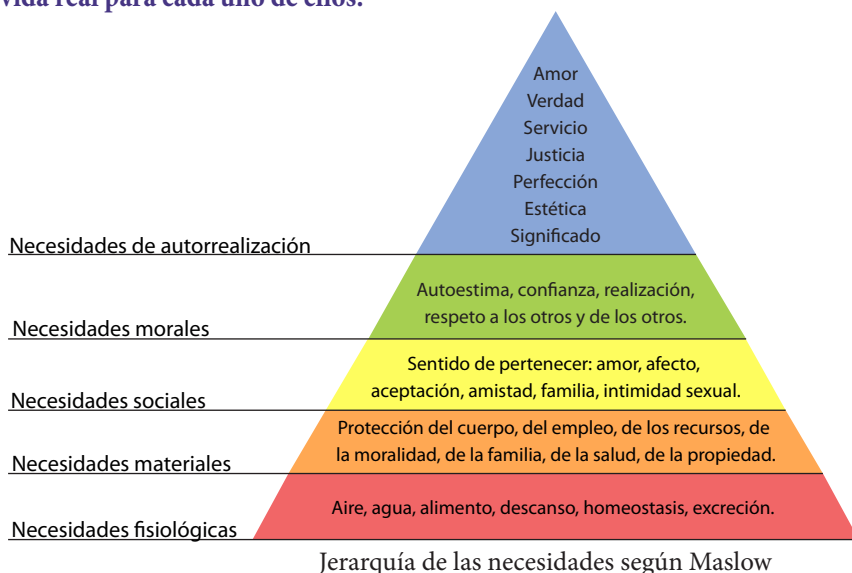 vida real para cada uno de ellos.
Amor
Verdad
Servicio
Justicia
Perfección
Estética
Significado
Necesidades de autorrealización
Autoestima, confianza, realización,
respeto a los otros y de los otros.
Necesidades morales
Sentido de pertenecer: amor, afecto,
aceptación, amistad, familia, intimidad sexual.
Necesidades sociales
Protección del cuerpo, del empleo, de los recursos, de
la moralidad, de la familia, de la salud, de la propiedad.
Necesidades materiales
Aire, agua, alimento, descanso, homeostasis, excreción.
Necesidades fisiológicas
Jerarquía de las necesidades según Maslow